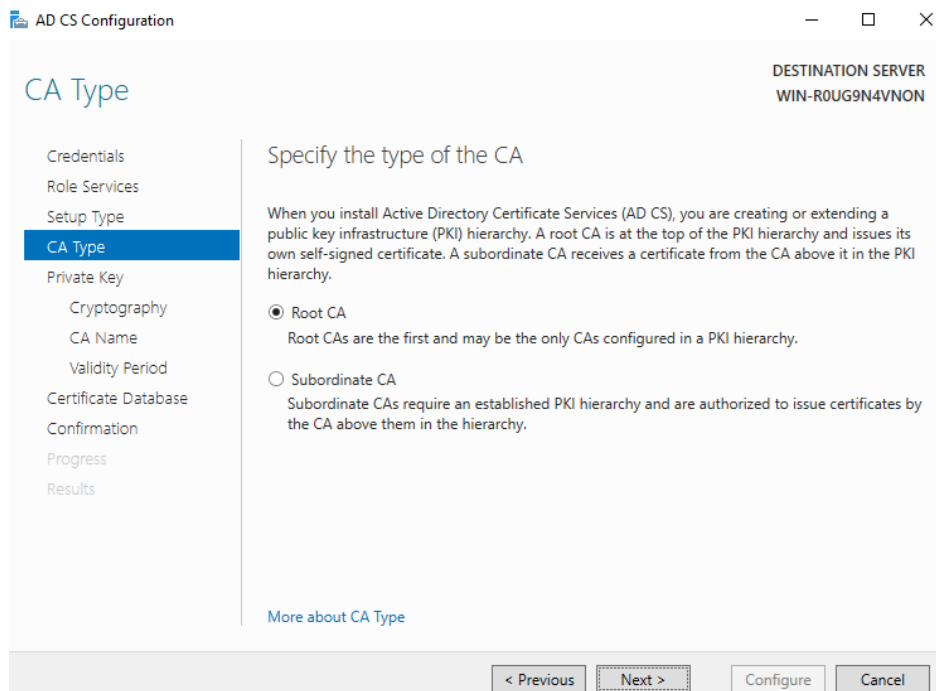 AD CS Configuration
DESTINATION SERVER
WIN-R0UG9N4VNON
CA Type
Credentials
Role Services
Setup Type
CA Type
Private Key
Cryptography
CA Name
Validity Period
Certificate Database
Confirmation
Progress
Results
Specify the type of the CA
When you install Active Directory Certificate Services (AD CS), you are creating or extending a
public key infrastructure (PKI) hierarchy. A root CA is at the top of the PKI hierarchy and issues its
own self-signed certificate. A subordinate CA receives a certificate from the CA above it in the PKI
hierarchy.
Root CA
Root CAs are the first and may be the only CAs configured in a PKI hierarchy.
Subordinate CA
Subordinate CAs require an established PKI hierarchy and are authorized to issue certificates by
the CA above them in the hierarchy.
More about CA Type
< Previous
Next >
Configure
Cancel